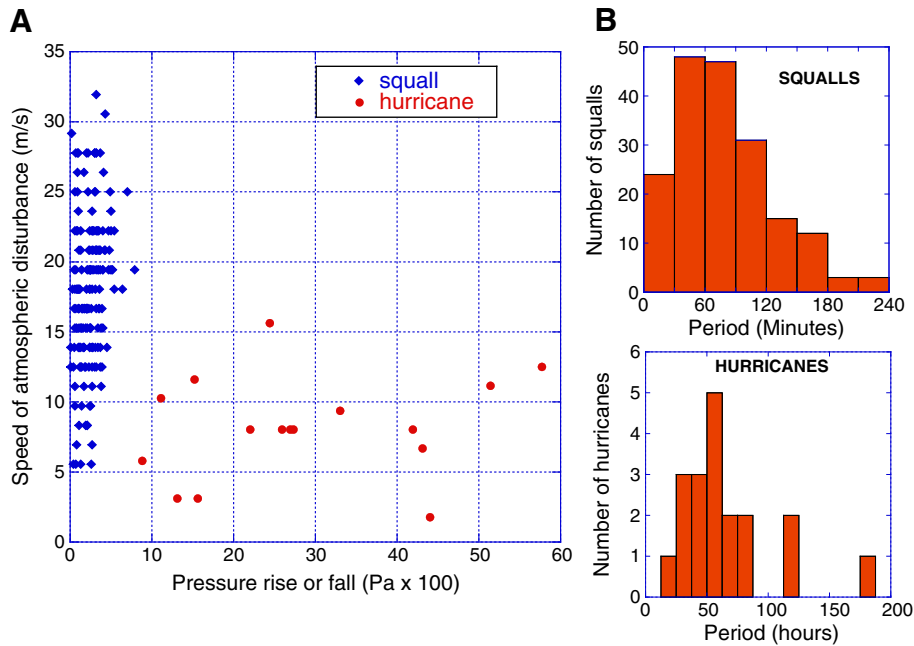 A
35
30
25
20
15
10
5
0
Speed of atmospheric disturbance (m/s)
squall
hurricane
0 10 20 30 40 50 60
Pressure rise or fall (Pa x 100)
B
50
40
30
20
10
0
Number of squalls
SQUALLS
0 60 120 180 240
Period (Minutes)
6
5
4
3
2
1
0
Number of hurricanes
HURRICANES
0 50 100 150 200
Period (hours)